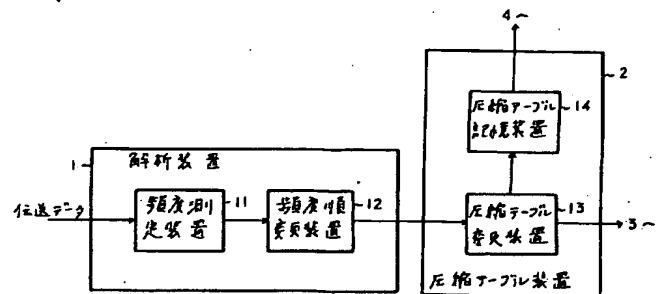 4～
2
圧縮テーブル
記憶装置
14
1
解析装置
伝送データ
頻度測
定装置
11
頻度順
変更装置
12
圧縮テーブル
変更装置
13
3～
圧縮テーブル装置